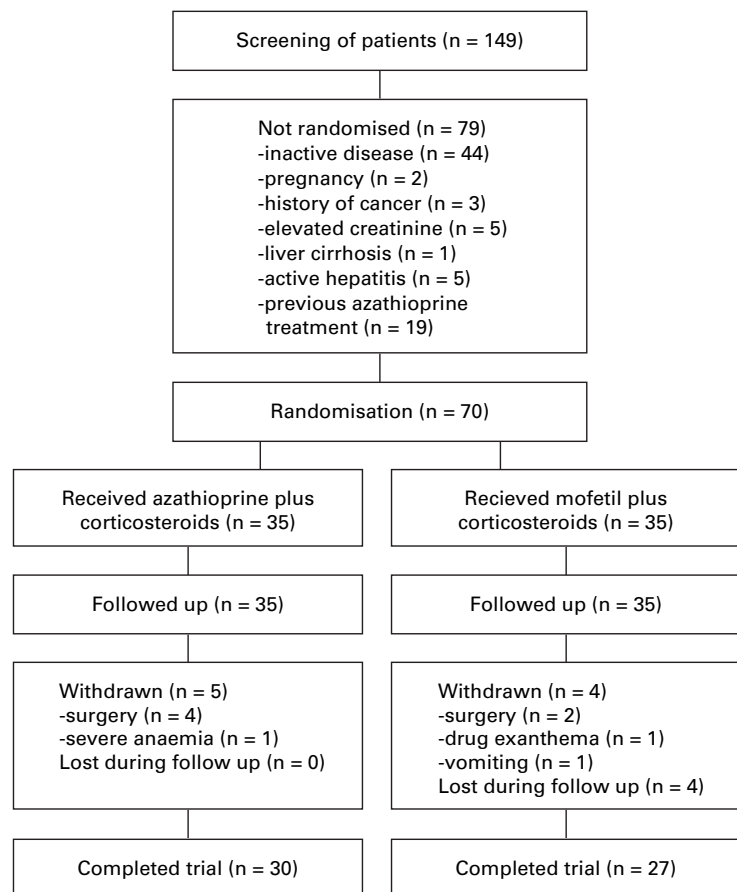 Screening of patients (n = 149)
Not randomised (n = 79)
-inactive disease (n = 44)
-pregnancy (n = 2)
-history of cancer (n = 3)
-elevated creatinine (n = 5)
-liver cirrhosis (n = 1)
-active hepatitis (n = 5)
-previous azathioprine
treatment (n = 19)
Randomisation (n = 70)
Received azathioprine plus
corticosteroids (n = 35)
Recieved mofetil plus
corticosteroids (n = 35)
Followed up (n = 35)
Followed up (n = 35)
Withdrawn (n = 5)
-surgery (n = 4)
-severe anaemia (n = 1)
Lost during follow up (n = 0)
Withdrawn (n = 4)
-surgery (n = 2)
-drug exanthema (n = 1)
-vomiting (n = 1)
Lost during follow up (n = 4)
Completed trial (n = 30)
Completed trial (n = 27)